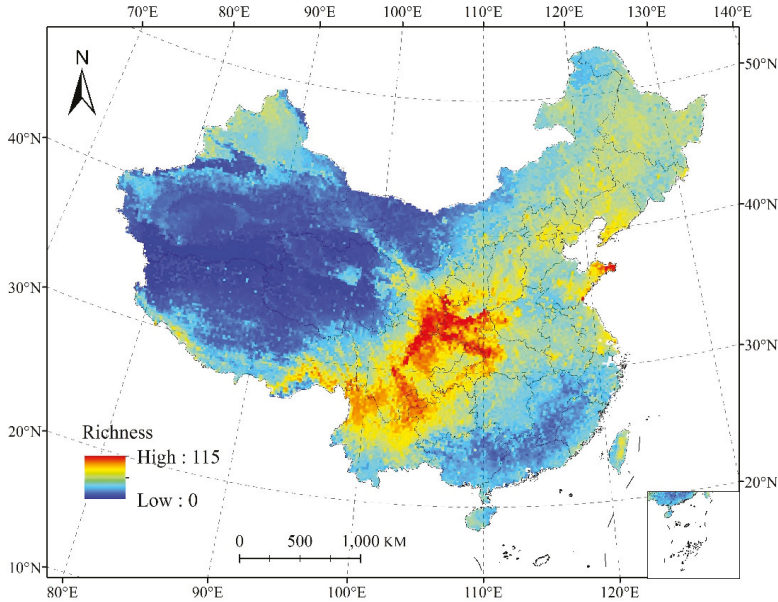 70°E 80°E 90°E 100°E 110°E 120°E 130°E 140°E
N
50°N
40°N
40°N
30°N
30°N
20°N
Richness
High : 115
Low : 0
20°N
0 500 1,000 KM
10°N
80°E 90°E 100°E 110°E 120°E